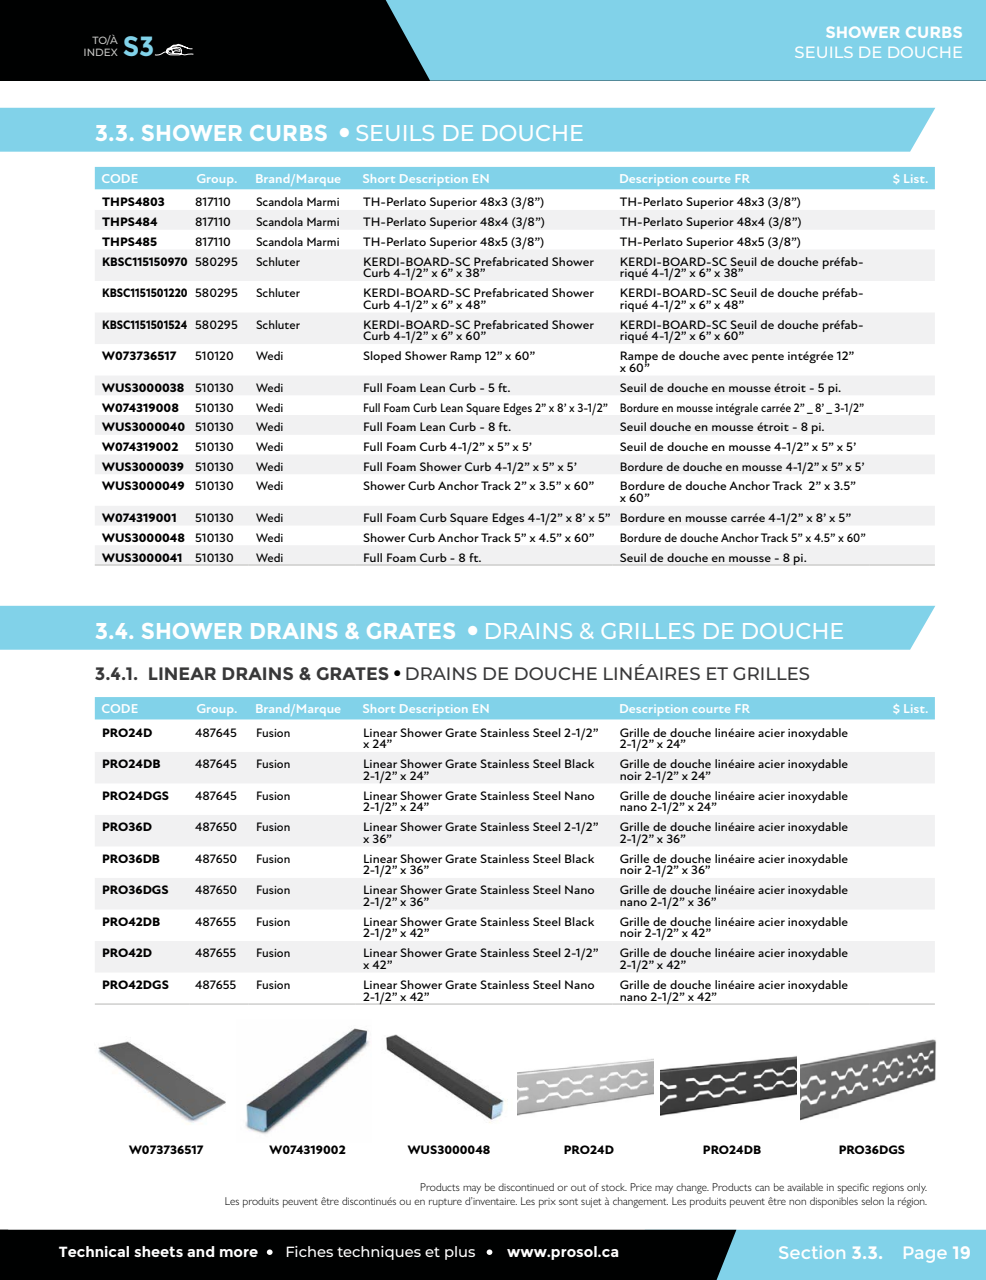 TO/À
INDEX S3
SHOWER CURBS
SEUILS DE DOUCHE
3.3. SHOWER CURBS • SEUILS DE DOUCHE
CODE Group. Brand/Marque Short Description EN Description courte FR $ List.
THPS4803 817110 Scandola Marmi TH-Perlato Superior 48x3 (3/8”) TH-Perlato Superior 48x3 (3/8”)
THPS484 817110 Scandola Marmi TH-Perlato Superior 48x4 (3/8”) TH-Perlato Superior 48x4 (3/8”)
THPS485 817110 Scandola Marmi TH-Perlato Superior 48x5 (3/8”) TH-Perlato Superior 48x5 (3/8”)
KBSC115150970 580295 Schluter KERDI-BOARD-SC Prefabricated Shower KERDI-BOARD-SC Seuil de douche préfab-
Curb 4-1/2” x 6” x 38” riqué 4-1/2” x 6” x 38”
KBSC1151501220 580295 Schluter KERDI-BOARD-SC Prefabricated Shower KERDI-BOARD-SC Seuil de douche préfab-
Curb 4-1/2” x 6” x 48” riqué 4-1/2” x 6” x 48”
KBSC1151501524 580295 Schluter KERDI-BOARD-SC Prefabricated Shower KERDI-BOARD-SC Seuil de douche préfab-
Curb 4-1/2” x 6” x 60” riqué 4-1/2” x 6” x 60”
W073736517 510120 Wedi Sloped Shower Ramp 12” x 60” Rampe de douche avec pente intégrée 12”
x 60”
WUS3000038 510130 Wedi Full Foam Lean Curb - 5 ft. Seuil de douche en mousse étroit - 5 pi.
W074319008 510130 Wedi Full Foam Curb Lean Square Edges 2” x 8’ x 3-1/2” Bordure en mousse intégrale carrée 2” _ 8’ _ 3-1/2”
WUS3000040 510130 Wedi Full Foam Lean Curb - 8 ft. Seuil douche en mousse étroit - 8 pi.
W074319002 510130 Wedi Full Foam Curb 4-1/2” x 5” x 5’ Seuil de douche en mousse 4-1/2” x 5” x 5’
WUS3000039 510130 Wedi Full Foam Shower Curb 4-1/2” x 5” x 5’ Bordure de douche en mousse 4-1/2” x 5” x 5’
WUS3000049 510130 Wedi Shower Curb Anchor Track 2” x 3.5” x 60” Bordure de douche Anchor Track 2” x 3.5”
x 60”
W074319001 510130 Wedi Full Foam Curb Square Edges 4-1/2” x 8’ x 5” Bordure en mousse carrée 4-1/2” x 8’ x 5”
WUS3000048 510130 Wedi Shower Curb Anchor Track 5” x 4.5” x 60” Bordure de douche Anchor Track 5” x 4.5” x 60”
WUS3000041 510130 Wedi Full Foam Curb - 8 ft. Seuil de douche en mousse - 8 pi.
3.4. SHOWER DRAINS & GRATES • DRAINS & GRILLES DE DOUCHE
3.4.1. LINEAR DRAINS & GRATES • DRAINS DE DOUCHE LINÉAIRES ET GRILLES
CODE Group. Brand/Marque Short Description EN Description courte FR $ List.
PRO24D 487645 Fusion Linear Shower Grate Stainless Steel 2-1/2” Grille de douche linéaire acier inoxydable
x 24” 2-1/2” x 24”
PRO24DB 487645 Fusion Linear Shower Grate Stainless Steel Black Grille de douche linéaire acier inoxydable
2-1/2” x 24” noir 2-1/2” x 24”
PRO24DGS 487645 Fusion Linear Shower Grate Stainless Steel Nano Grille de douche linéaire acier inoxydable
2-1/2” x 24” nano 2-1/2” x 24”
PRO36D 487650 Fusion Linear Shower Grate Stainless Steel 2-1/2” Grille de douche linéaire acier inoxydable
x 36” 2-1/2” x 36”
PRO36DB 487650 Fusion Linear Shower Grate Stainless Steel Black Grille de douche linéaire acier inoxydable
2-1/2” x 36” noir 2-1/2” x 36”
PRO36DGS 487650 Fusion Linear Shower Grate Stainless Steel Nano Grille de douche linéaire acier inoxydable
2-1/2” x 36” nano 2-1/2” x 36”
PRO42DB 487655 Fusion Linear Shower Grate Stainless Steel Black Grille de douche linéaire acier inoxydable
2-1/2” x 42” noir 2-1/2” x 42”
PRO42D 487655 Fusion Linear Shower Grate Stainless Steel 2-1/2” Grille de douche linéaire acier inoxydable
x 42” 2-1/2” x 42”
PRO42DGS 487655 Fusion Linear Shower Grate Stainless Steel Nano Grille de douche linéaire acier inoxydable
2-1/2” x 42” nano 2-1/2” x 42”
W073736517 W074319002 WUS3000048 PRO24D PRO24DB PRO36DGS
Products may be discontinued or out of stock. Price may change. Products can be available in specific regions only.
Les produits peuvent être discontinués ou en rupture d’inventaire. Les prix sont sujet à changement. Les produits peuvent être non disponibles selon la région.
Technical sheets and more • Fiches techniques et plus • www.prosol.ca
Section 3.3. Page 19